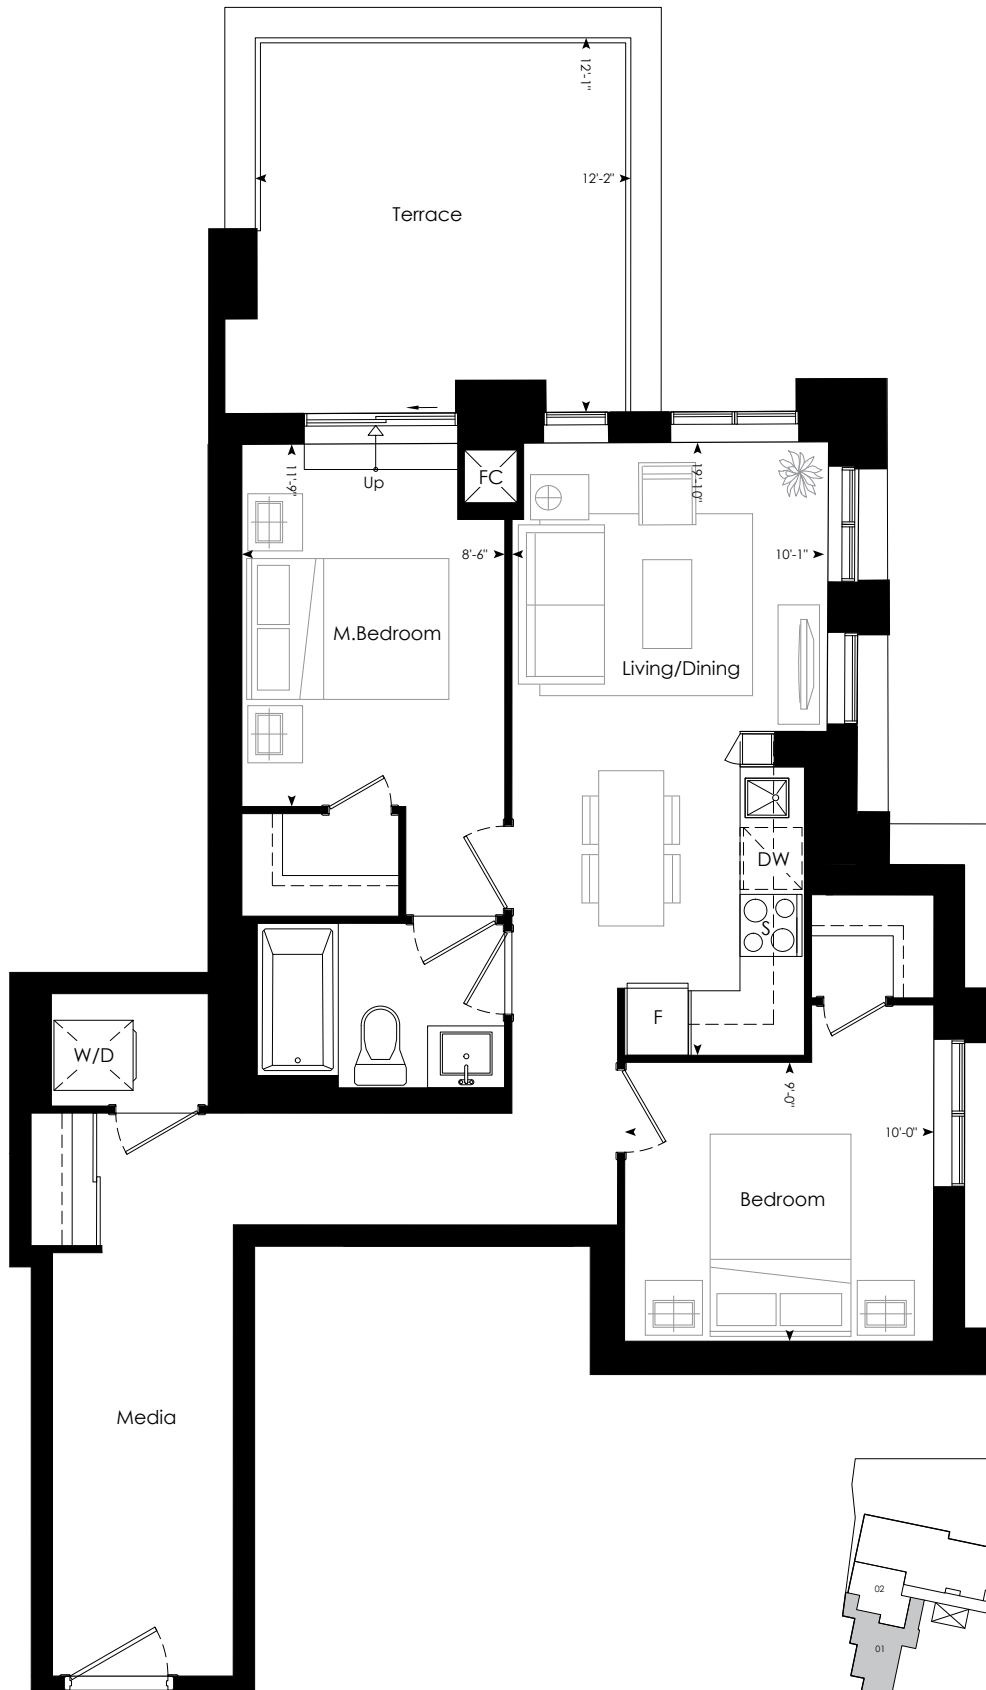 12'-1"
12'-2"
Terrace
Up
FC
11'-9"
19'-10"
8'-6"
10'-1"
M.Bedroom
Living/Dining
DW
S
F
W/D
9'-0"
10'-0"
Bedroom
Media
02
01